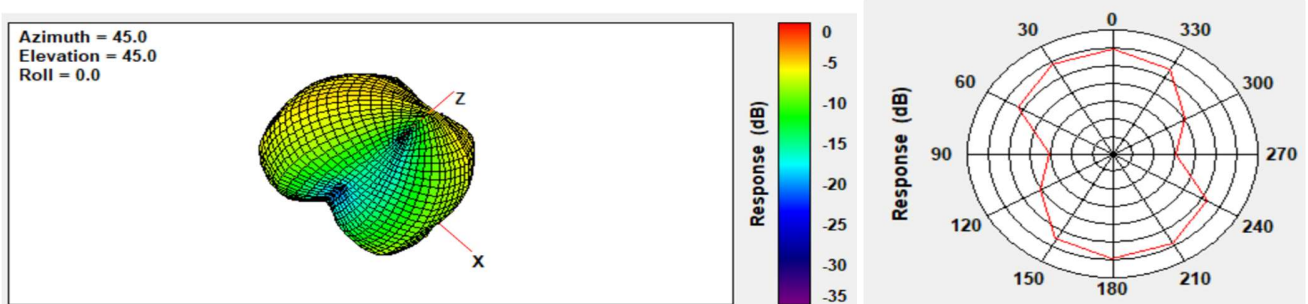 Azimuth = 45.0
Elevation = 45.0
Roll = 0.0
Z
X
Response (dB)
0
-5
-10
-15
-20
-25
-30
-35
Response (dB)
0
30
330
60
300
90
270
120
240
150
210
180